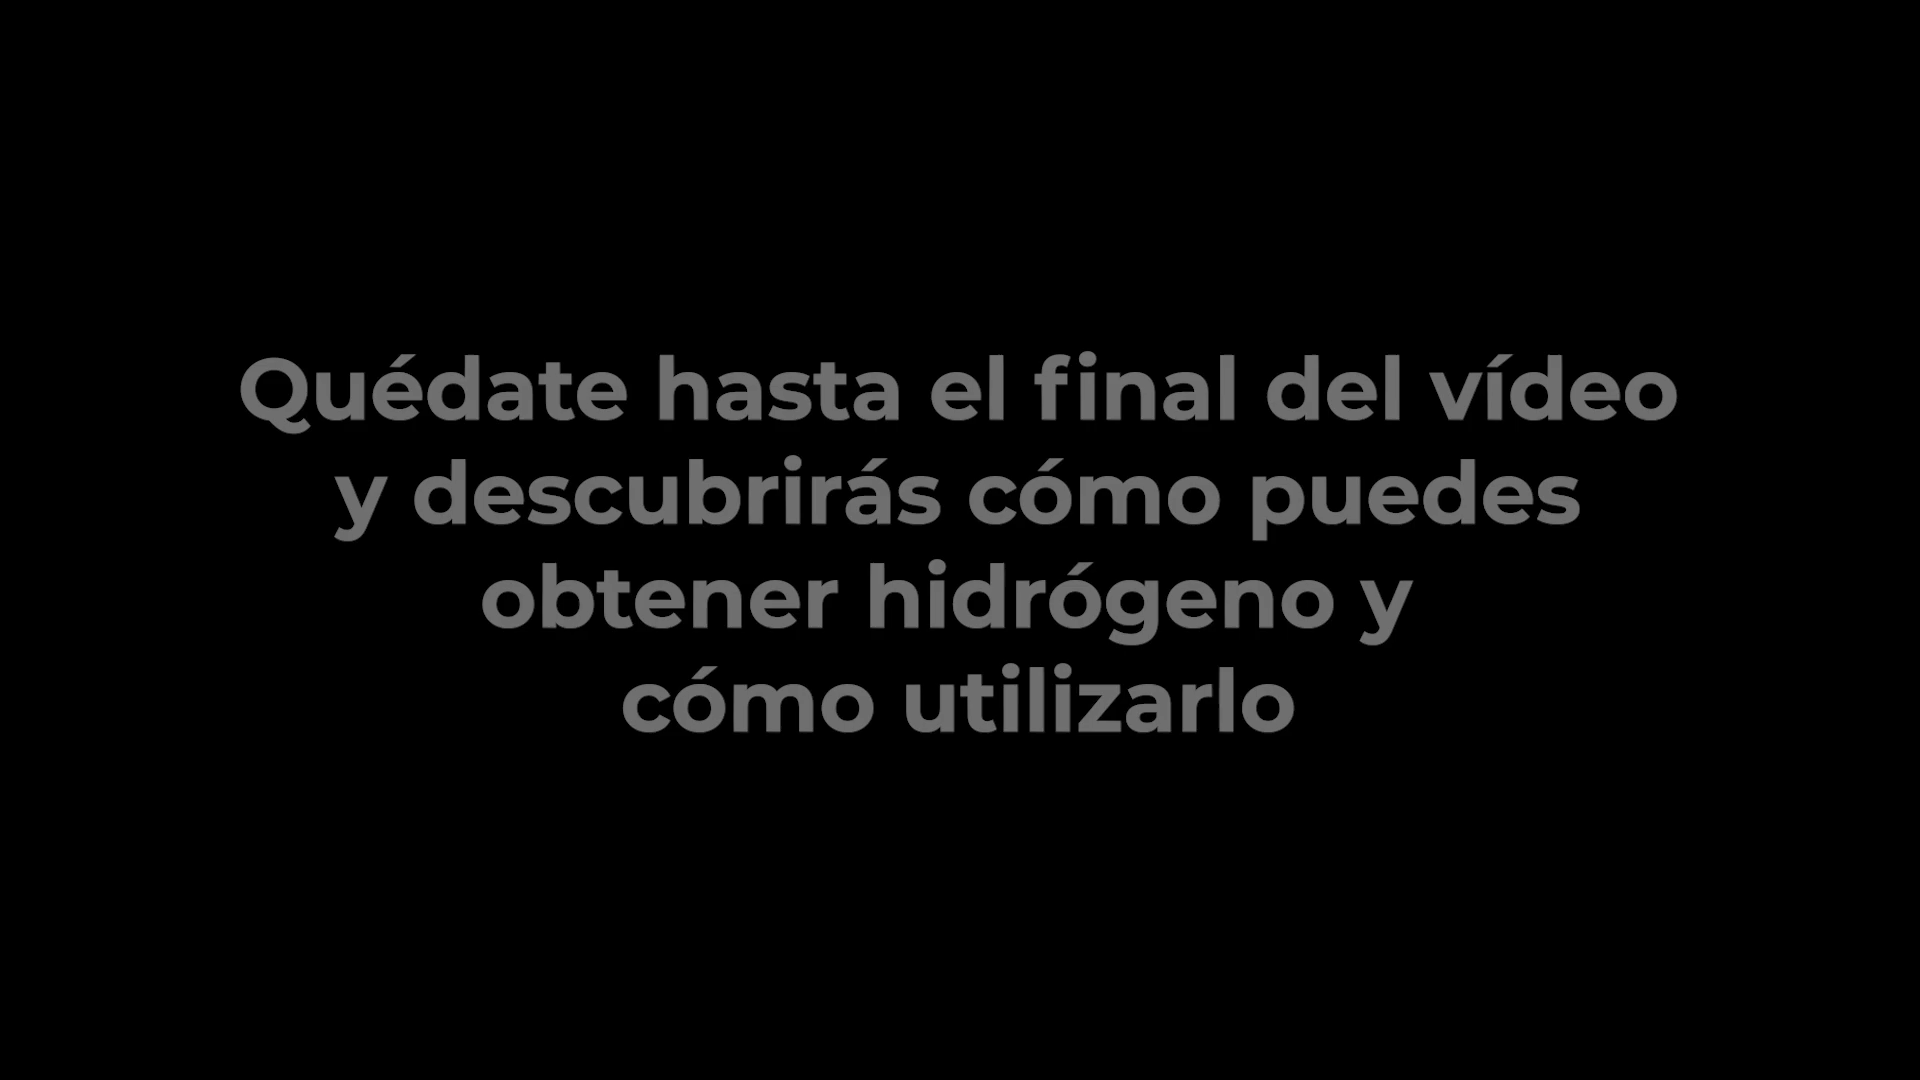 Quédate hasta el final del vídeo
y descubrirás cómo puedes
obtener hidrógeno y
cómo utilizarlo